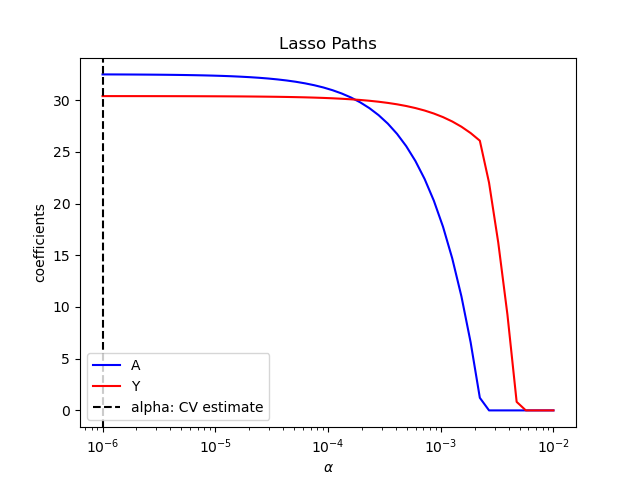 Lasso Paths
coefficients
30
25
20
15
10
5
0
A
Y
alpha: CV estimate
10⁻⁶ 10⁻⁵ 10⁻⁴ 10⁻³ 10⁻²
α